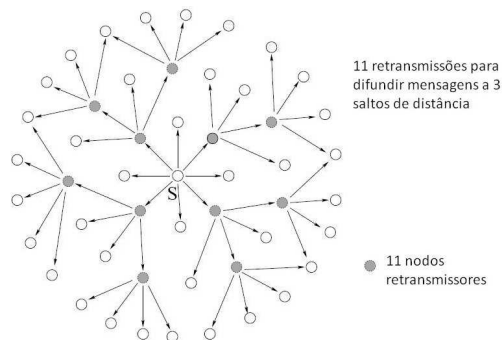 11 retransmissões para
difundir mensagens a 3
saltos de distância
S
11 nodos
retransmissores